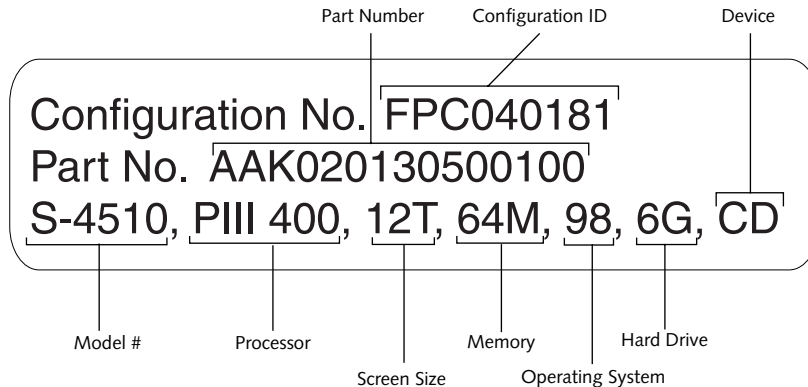 Part Number Configuration ID Device
Configuration No. FPC040181
Part No. AAK020130500100
S-4510, PIII 400, 12T, 64M, 98, 6G, CD
Model # Processor Memory Hard Drive
Screen Size Operating System